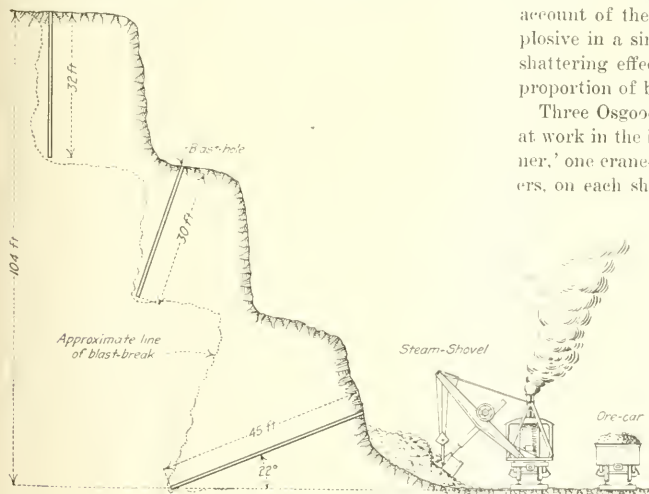 account of the
plosive in a sin
shattering effec
proportion of b
Three Osgoo
at work in the i
ner,' one crane-
ers, on each sh
32 ft
Blast-hole
30 ft
104 ft
Approximate line
of blast-break
Steam-Shovel
Ore-car
45 ft
22°